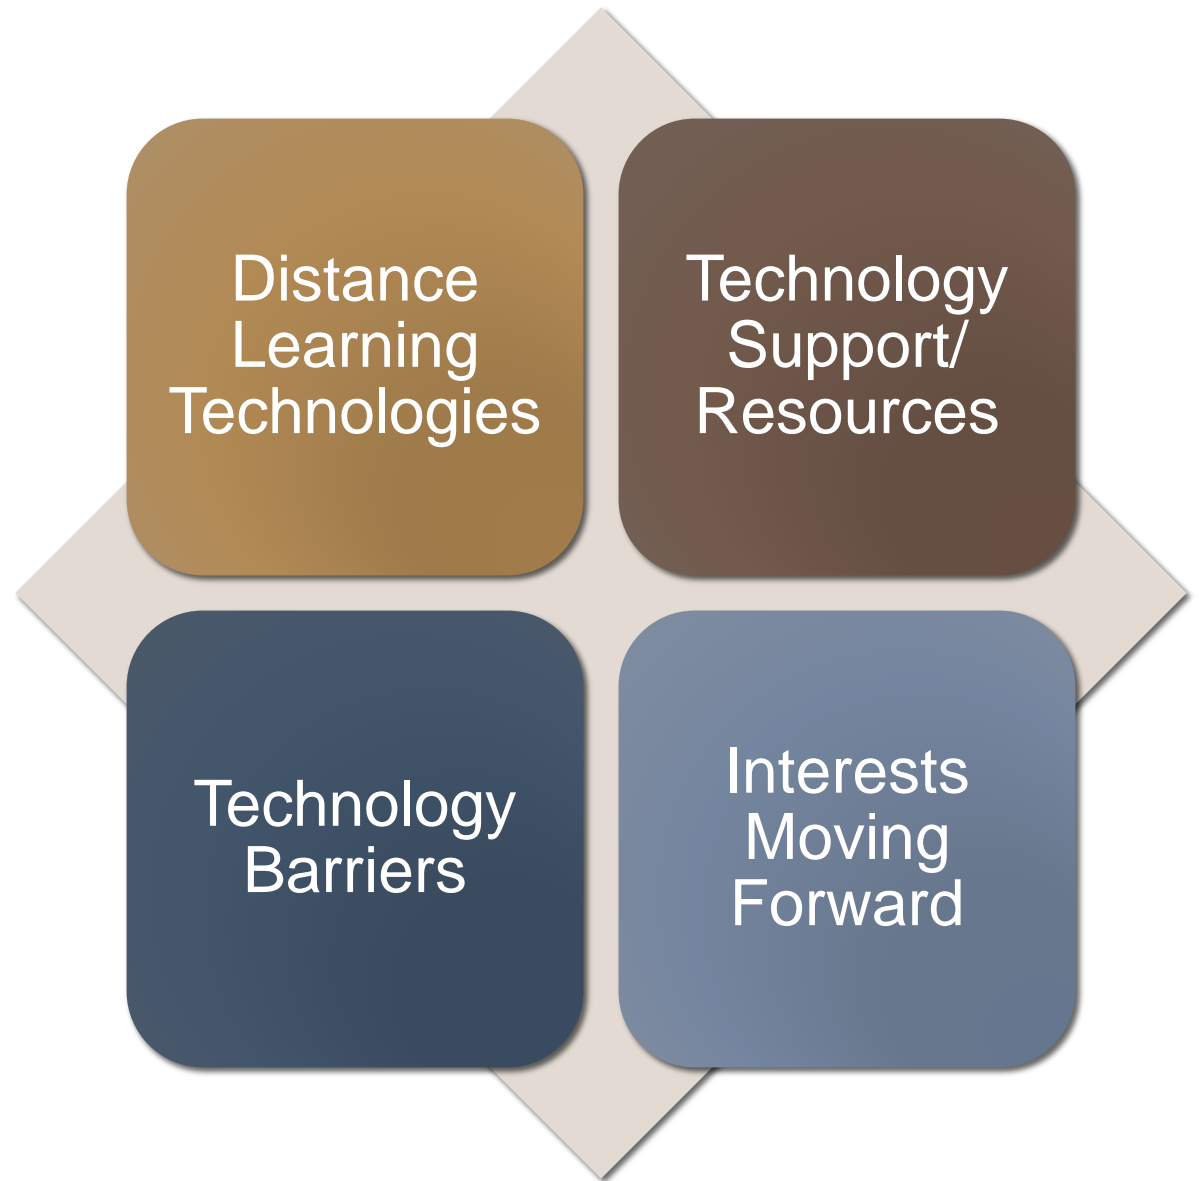 Distance
Learning
Technologies
Technology
Support/
Resources
Technology
Barriers
Interests
Moving
Forward